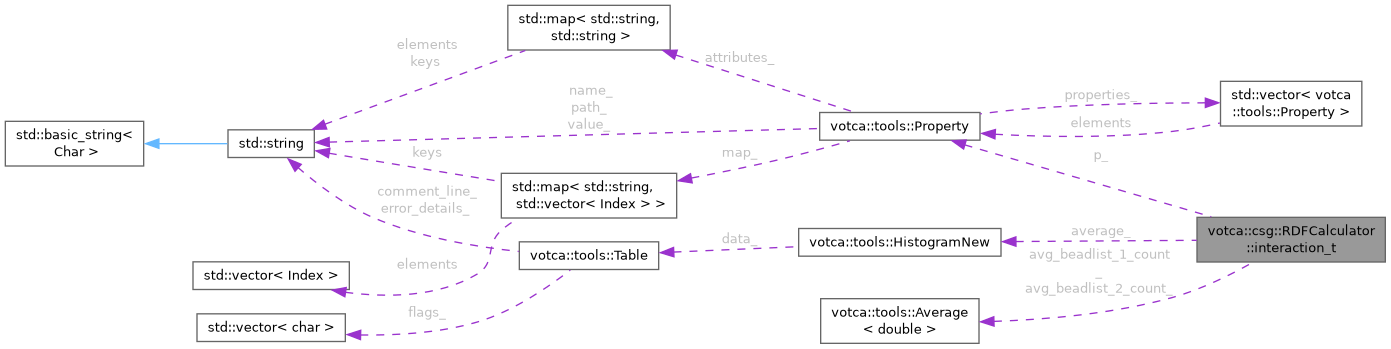 std::map< std::string,
std::string >
elements
keys
attributes_
std::vector< votca
::tools::Property >
properties_
elements
name_
path_
value_
votca::tools::Property
std::basic_string<
Char >
std::string
keys
map_
p_
std::map< std::string,
std::vector< Index > >
comment_line_
error_details_
votca::csg::RDFCalculator
::interaction_t
average_
votca::tools::HistogramNew
data_
votca::tools::Table
avg_beadlist_1_count
_
avg_beadlist_2_count_
elements
std::vector< Index >
flags_
std::vector< char >
votca::tools::Average
< double >